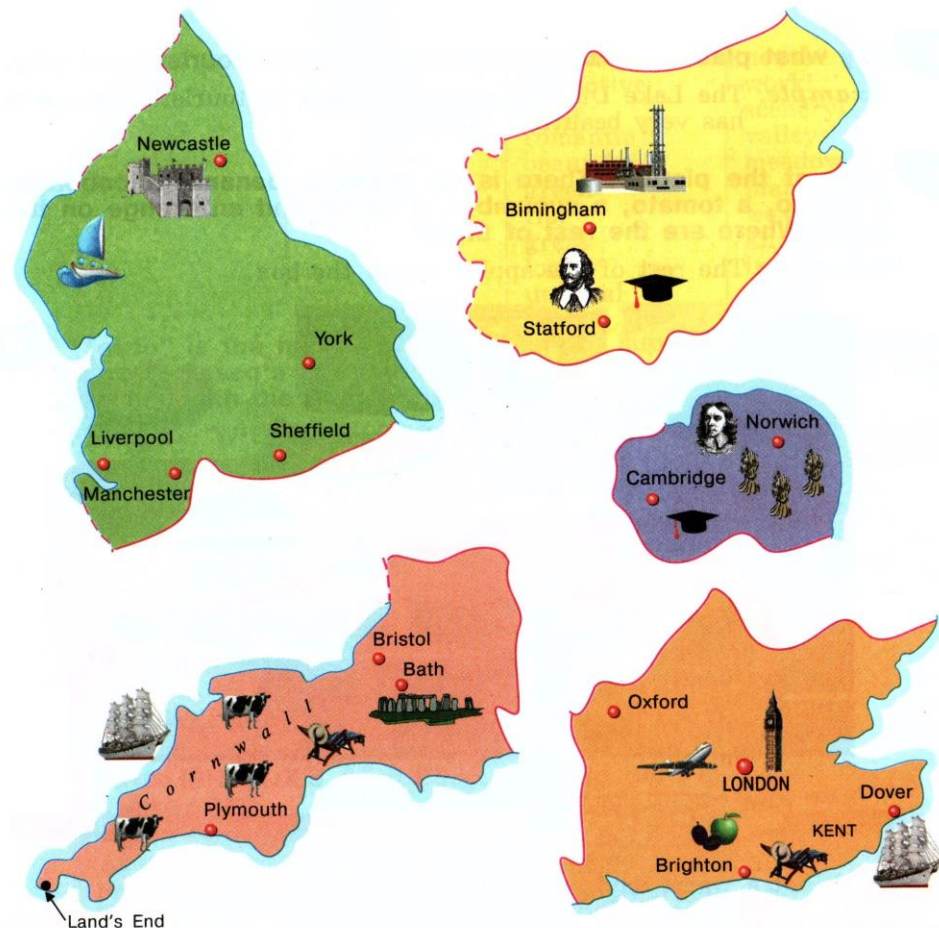 Newcastle
York
Liverpool
Sheffield
Manchester
Bimingham
Statford
Norwich
Cambridge
Bristol
Bath
Cornwall
Plymouth
Land's End
Oxford
LONDON
Dover
KENT
Brighton